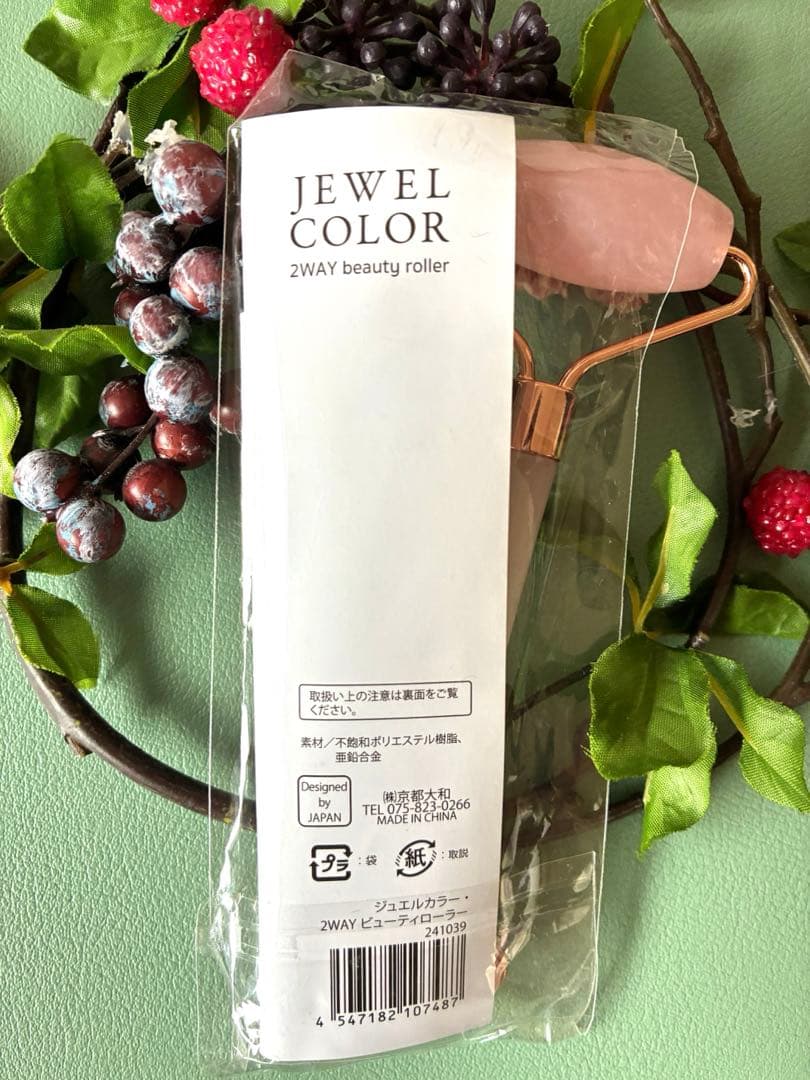 JEWEL
COLOR
2WAY beauty roller
取扱い上の注意は裏面をご覧
ください。
素材／不飽和ポリエステル樹脂、
亜鉛合金
Designed
by
JAPAN
㈱京都大和
TEL 075-823-0266
MADE IN CHINA
プラ：袋
紙：取説
ジュエルカラー・
2WAY ビューティローラー
241039
4 547182 107487